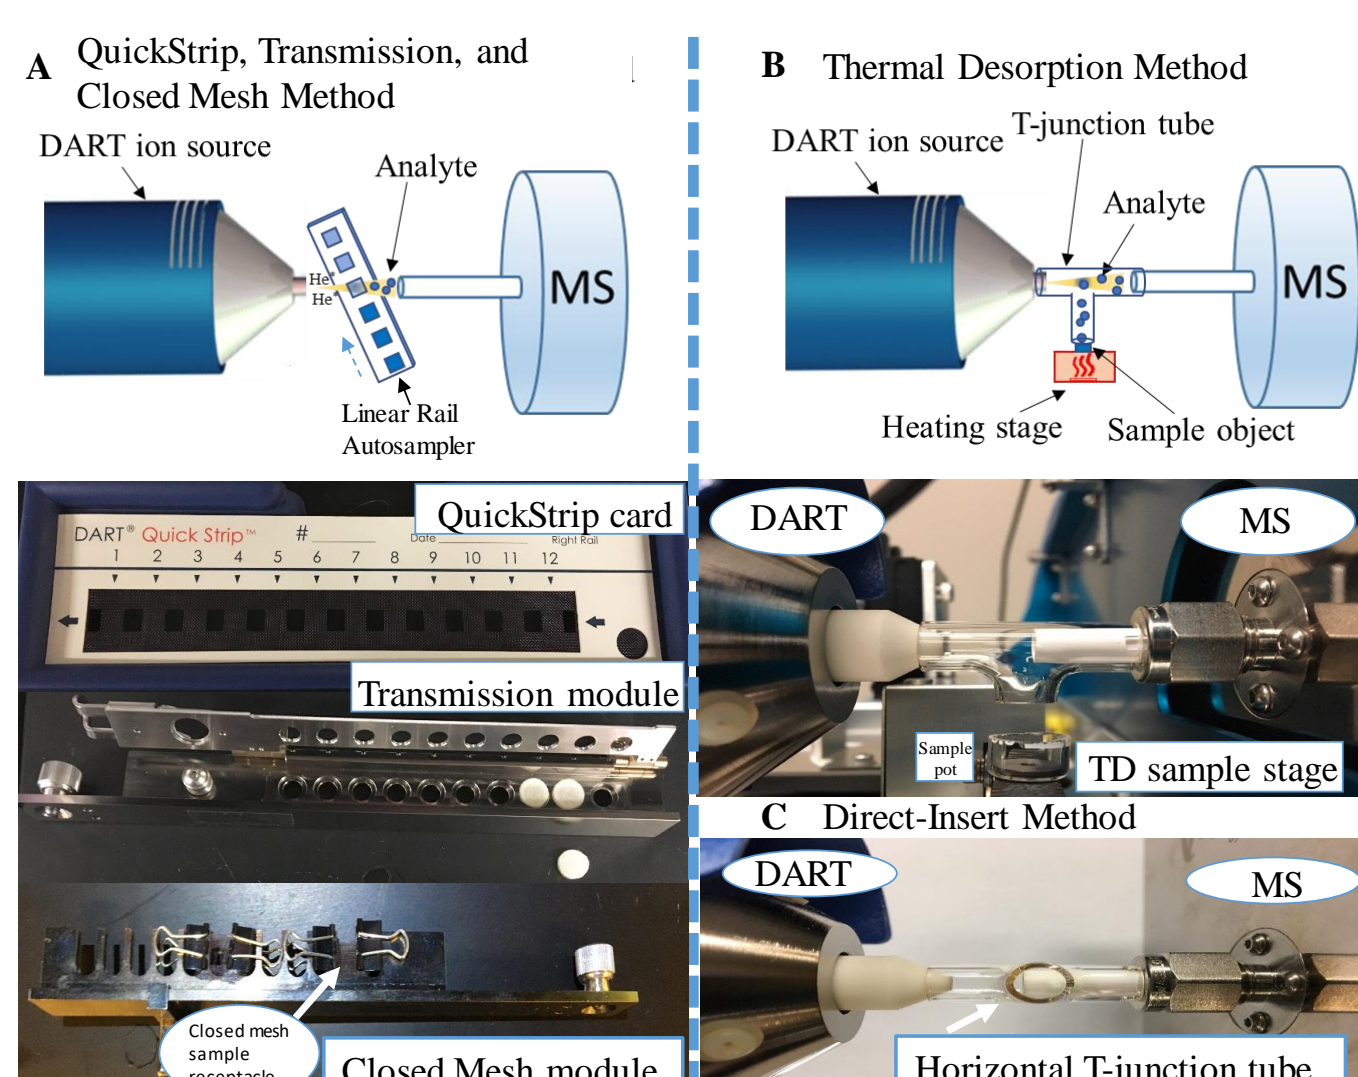 A QuickStrip, Transmission, and
Closed Mesh Method
DART ion source
Analyte
He*
He*
MS
Linear Rail
Autosampler
QuickStrip card
DART® Quick Strip™ # Date Right Rail
1 2 3 4 5 6 7 8 9 10 11 12
Transmission module
Closed mesh
sample
receptacle
Closed Mesh module
B Thermal Desorption Method
DART ion source
T-junction tube
Analyte
MS
Heating stage
Sample object
DART
MS
Sample
pot
TD sample stage
C Direct-Insert Method
DART
MS
Horizontal T-junction tube